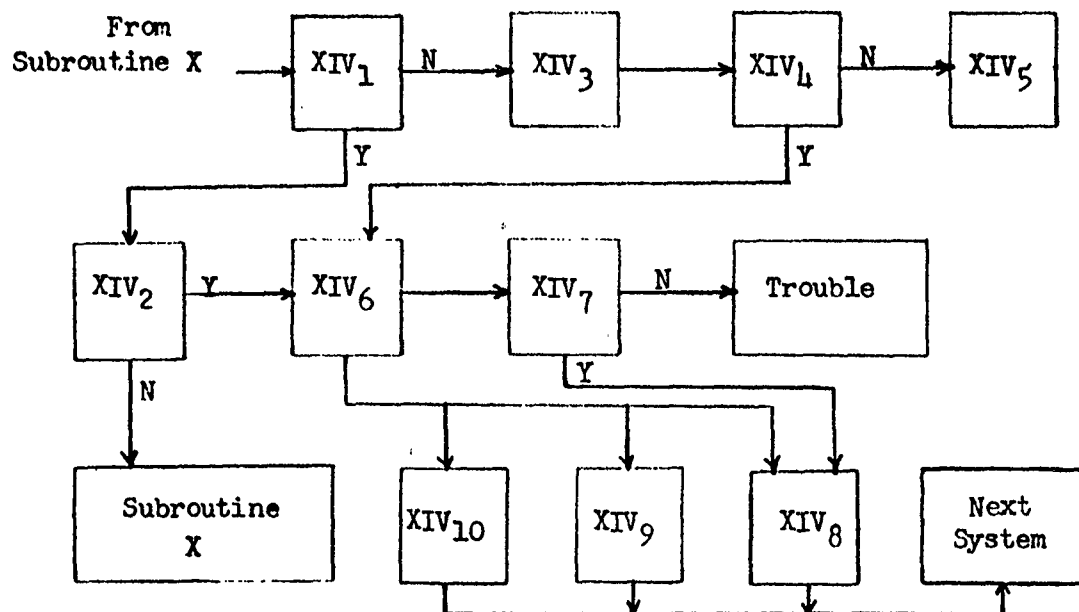 From
Subroutine X
XIV1
N
XIV3
XIV4
N
XIV5
Y
Y
XIV2
Y
XIV6
XIV7
N
Trouble
N
Y
Subroutine
X
XIV10
XIV9
XIV8
Next
System